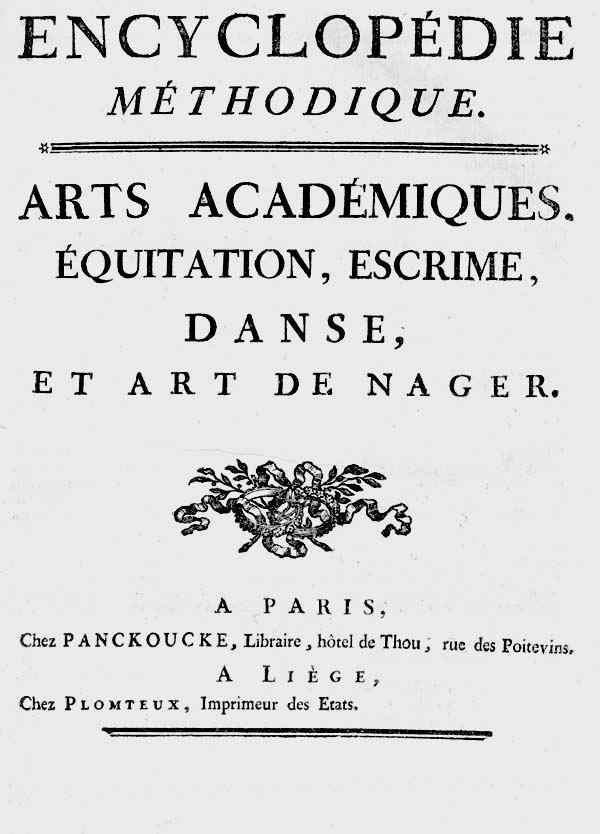 ENCYCLOPÉDIE
MÉTHODIQUE.
ARTS ACADÉMIQUES.
ÉQUITATION, ESCRIME,
DANSE,
ET ART DE NAGER.
A PARIS,
Chez PANCKOUCKE, Libraire, hôtel de Thou, rue des Poitevins.
A LIÈGE,
Chez PLOMTEUX, Imprimeur des Etats.